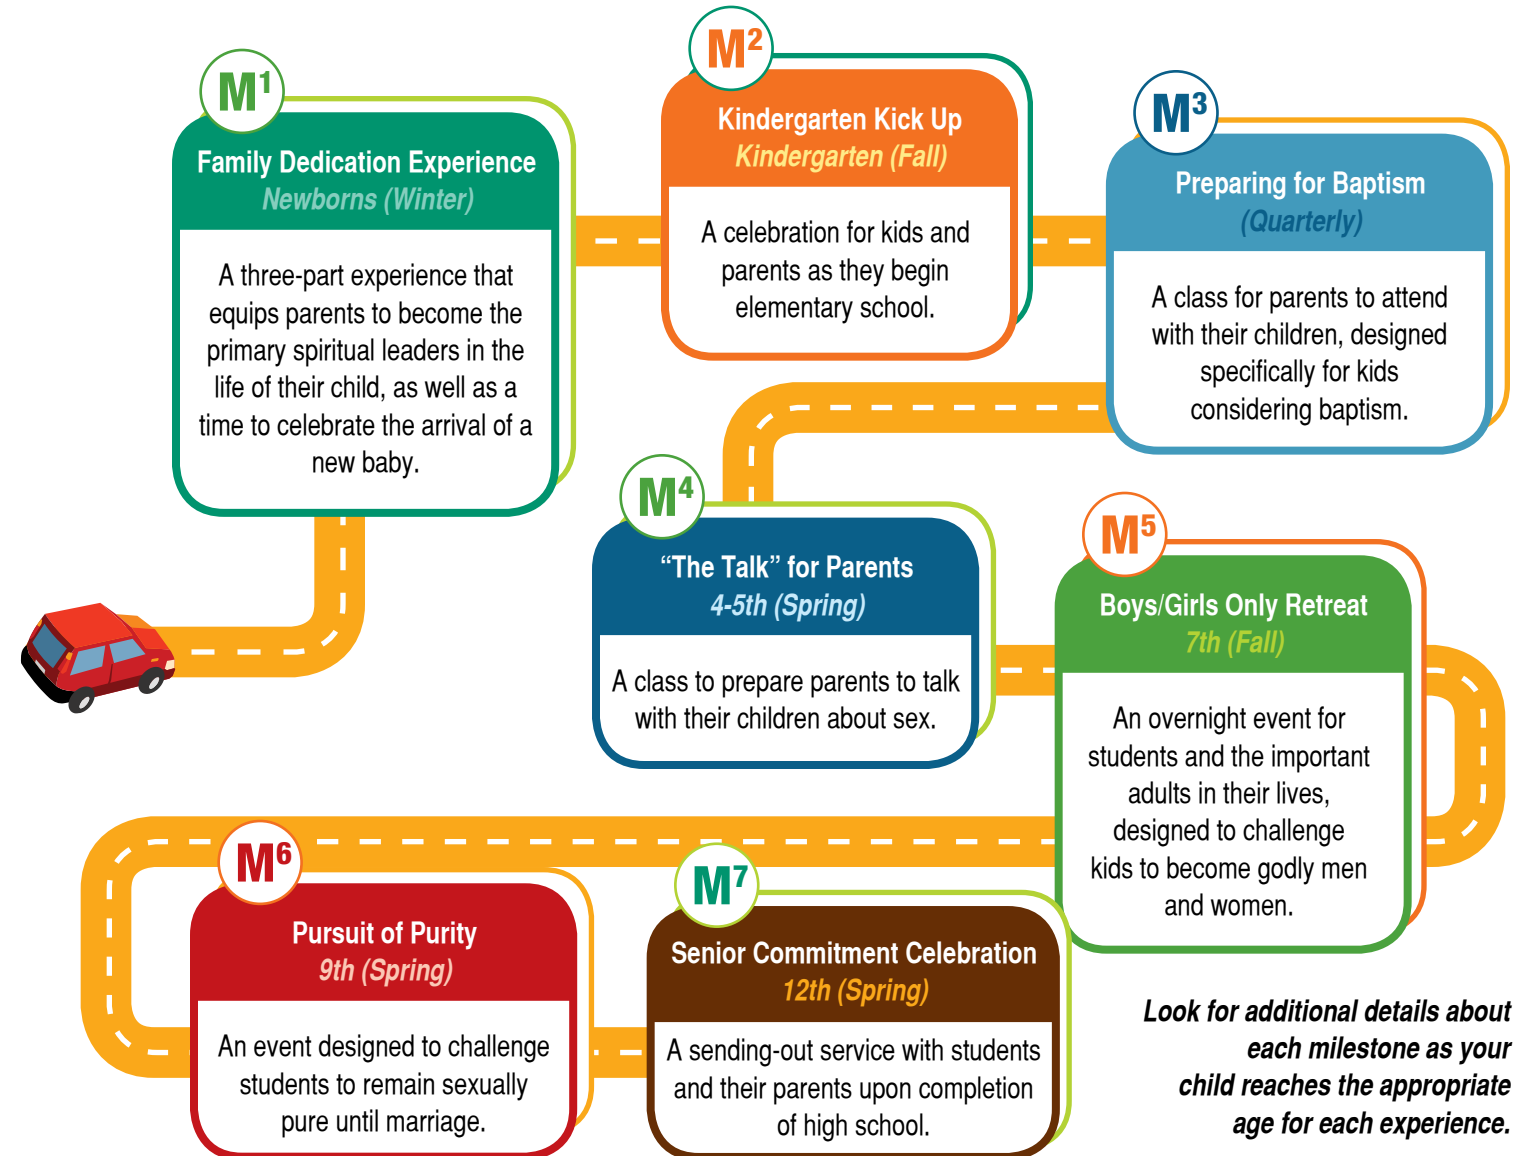 M1
Family Dedication Experience
Newborns (Winter)
A three-part experience that
equips parents to become the
primary spiritual leaders in the
life of their child, as well as a
time to celebrate the arrival of a
new baby.
M2
Kindergarten Kick Up
Kindergarten (Fall)
A celebration for kids and
parents as they begin
elementary school.
M3
Preparing for Baptism
(Quarterly)
A class for parents to attend
with their children, designed
specifically for kids
considering baptism.
M4
“The Talk” for Parents
4-5th (Spring)
A class to prepare parents to talk
with their children about sex.
M5
Boys/Girls Only Retreat
7th (Fall)
An overnight event for
students and the important
adults in their lives,
designed to challenge
kids to become godly men
and women.
M6
Pursuit of Purity
9th (Spring)
An event designed to challenge
students to remain sexually
pure until marriage.
M7
Senior Commitment Celebration
12th (Spring)
A sending-out service with students
and their parents upon completion
of high school.
Look for additional details about
each milestone as your
child reaches the appropriate
age for each experience.